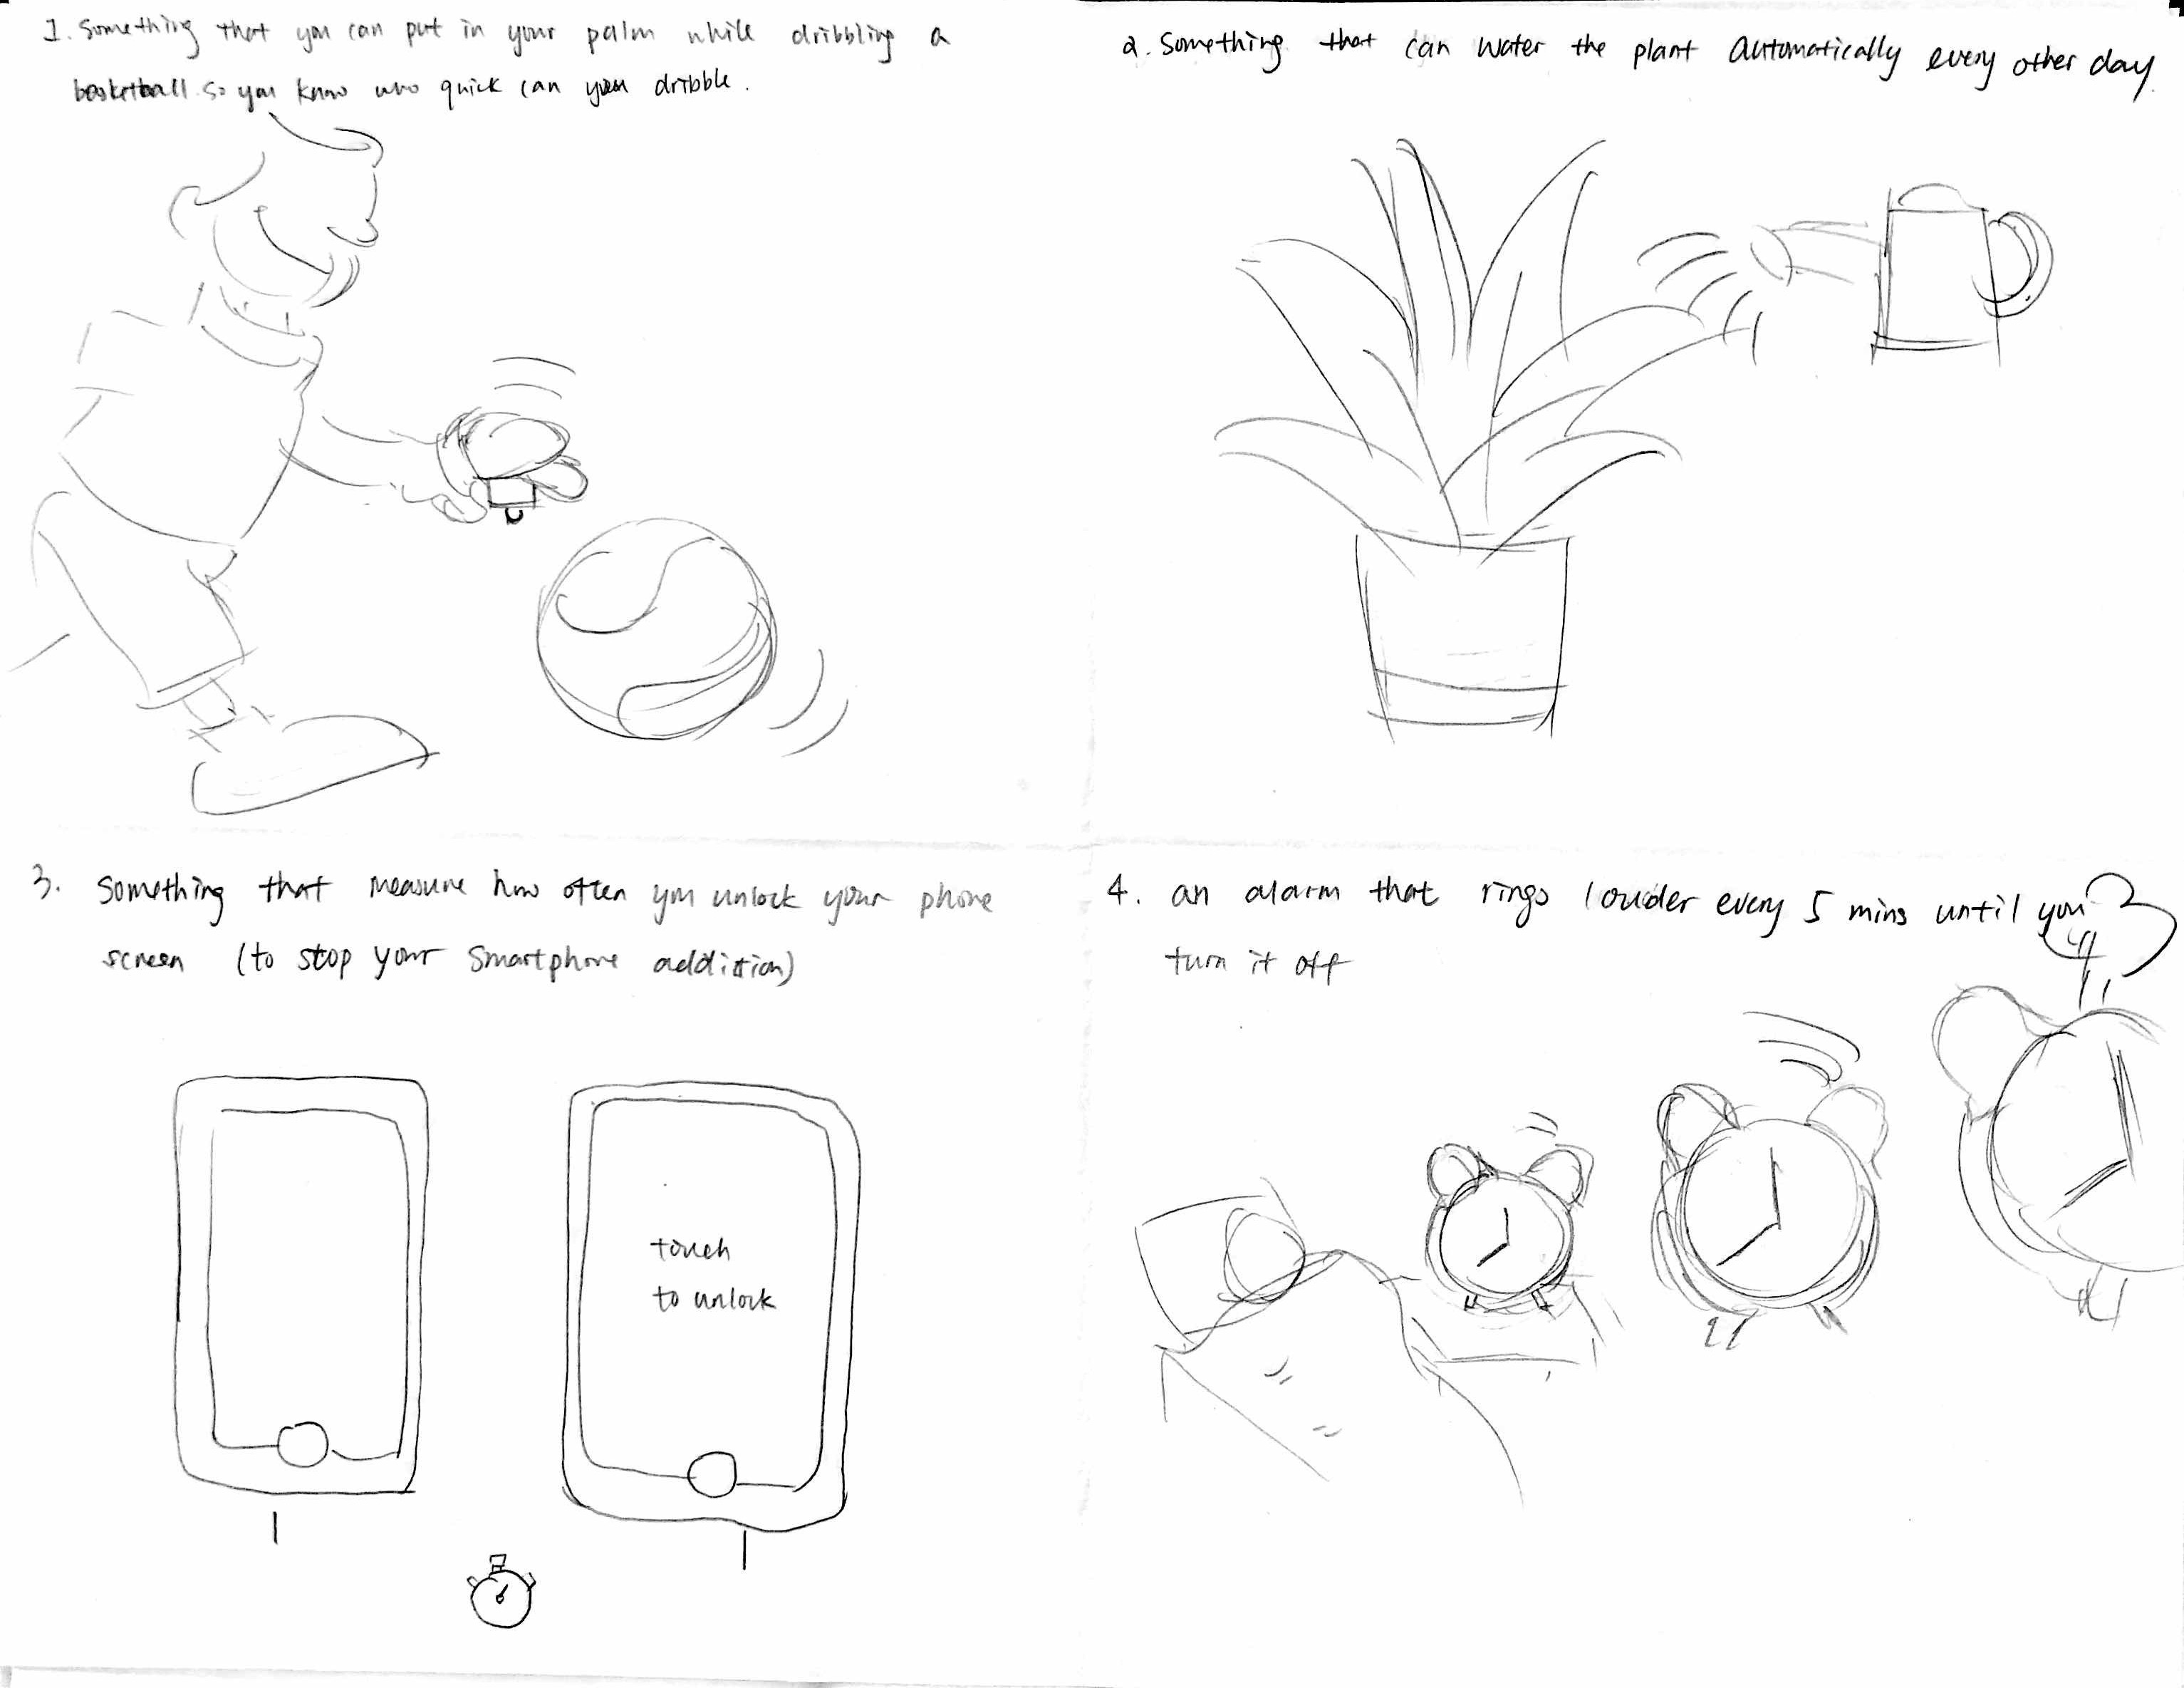 1. Something that you can put in your palm while dribbling a
basketball so you know who quick can you dribble.
2. Something that can water the plant automatically every other day.
3. Something that measure how often you unlock your phone
screen (to stop your smartphone addiction)
touch
to unlock
4. an alarm that rings louder every 5 mins until you
turn it off